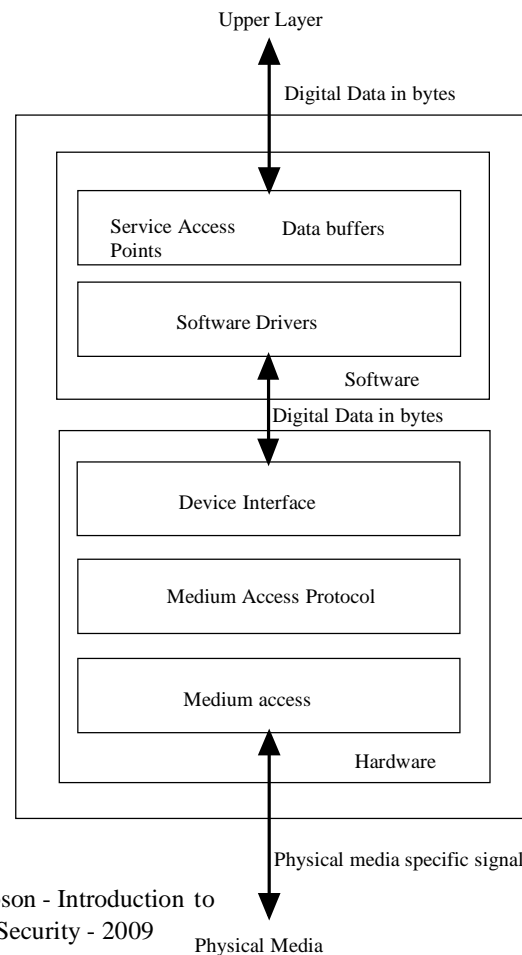 Upper Layer
Digital Data in bytes
Service Access
Points
Data buffers
Software Drivers
Software
Digital Data in bytes
Device Interface
Medium Access Protocol
Medium access
Hardware
Physical media specific signal
- Introduction to
Security - 2009
Physical Media